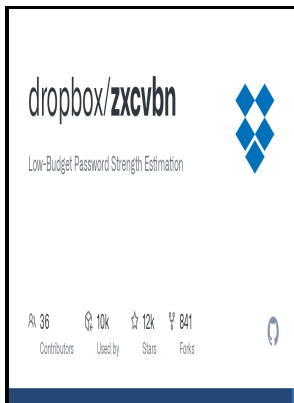 dropbox/zxcvbn
Low-Budget Password Strength Estimation
36 10k 12k 841
Contributors Used by Stars Forks